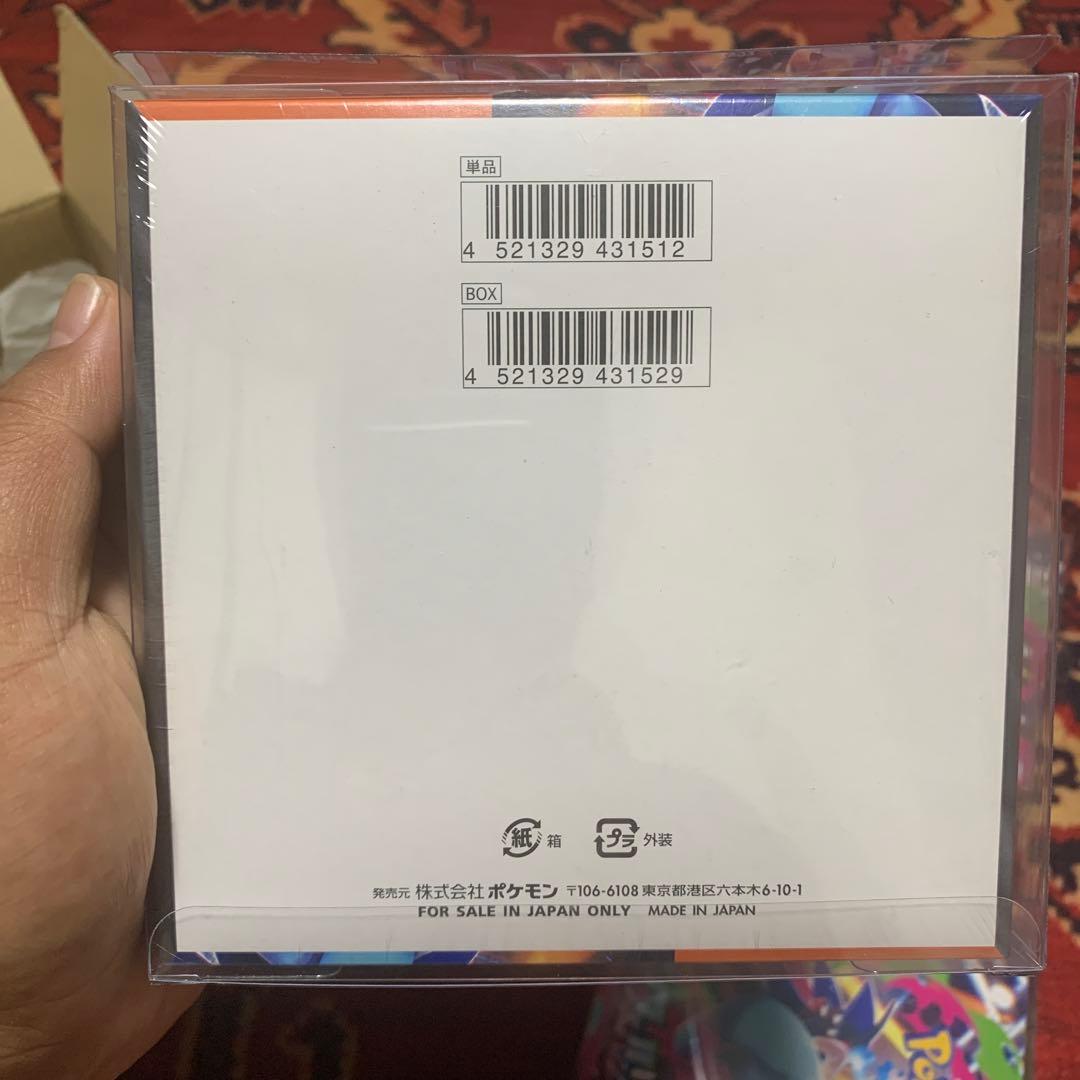 単品
4 521329 431512
BOX
4 521329 431529
紙 箱 プラ 外装
発売元 株式会社 ポケモン 〒106-6108 東京都港区六本木6-10-1
FOR SALE IN JAPAN ONLY MADE IN JAPAN
Po